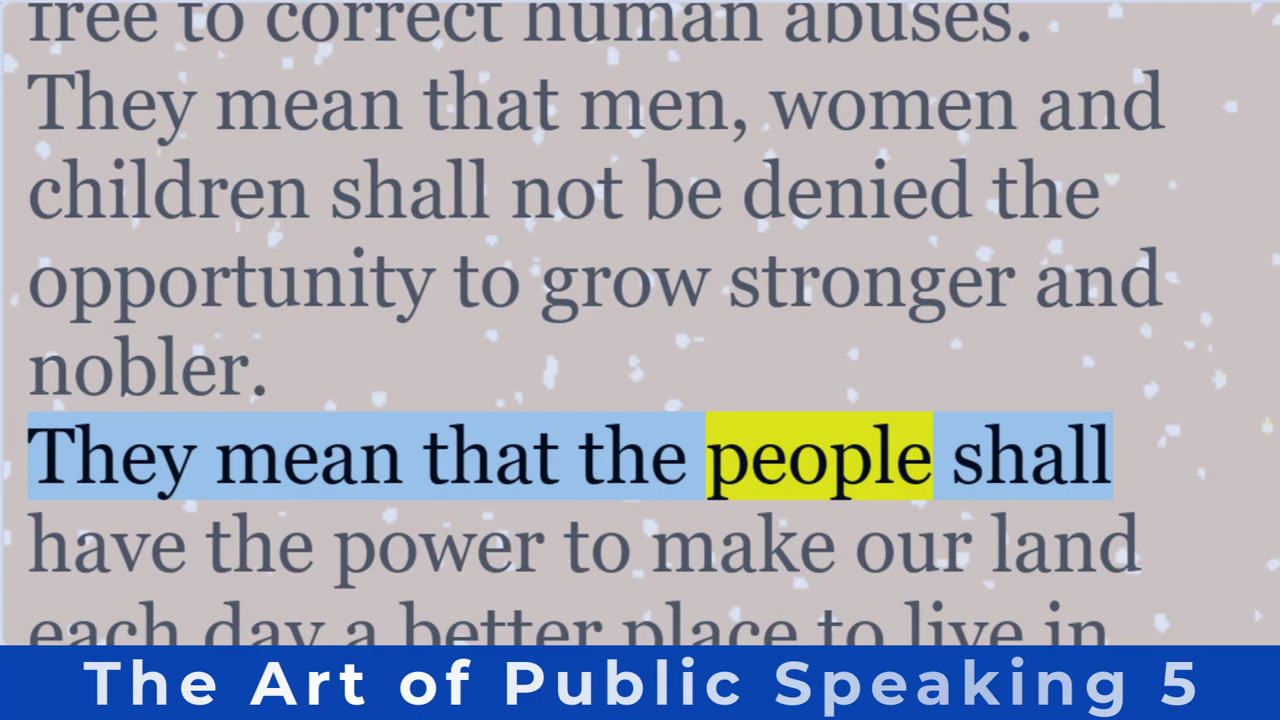 free to correct human abuses.
They mean that men, women and
children shall not be denied the
opportunity to grow stronger and
nobler.
They mean that the people shall
have the power to make our land
each day a better place to live in
The Art of Public Speaking 5